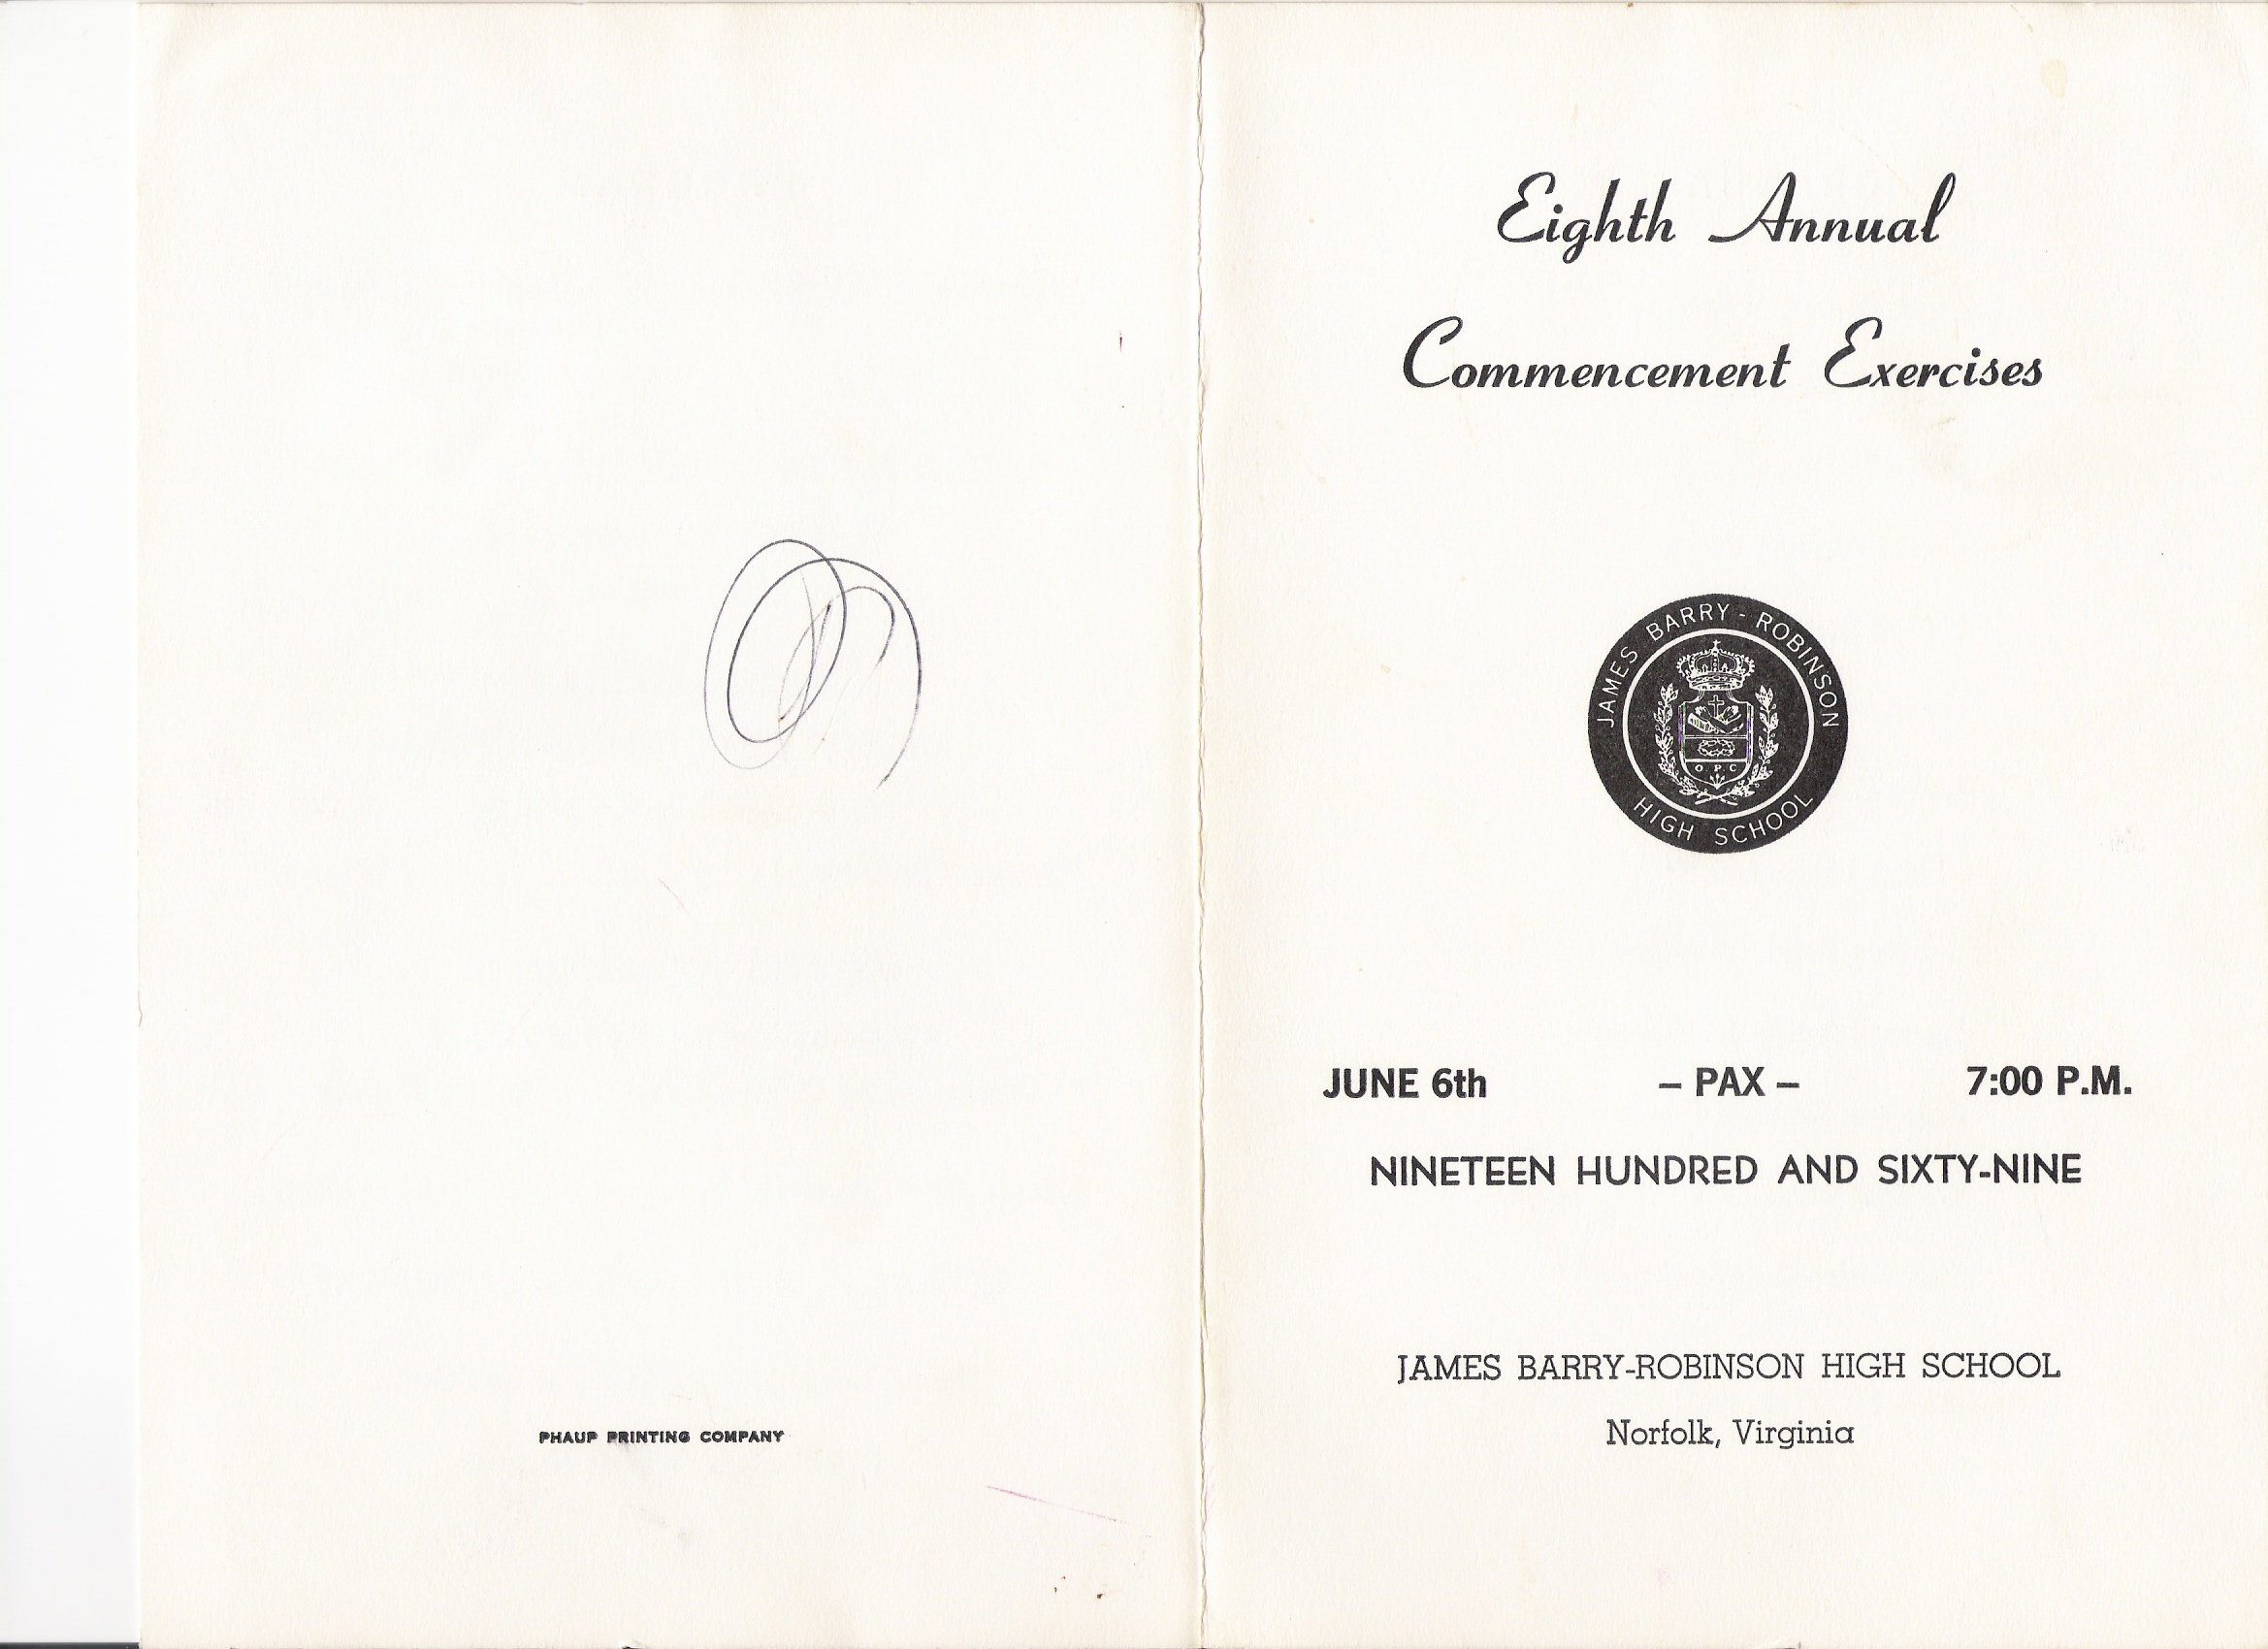 Eighth Annual
Commencement Exercises
JAMES BARRY-ROBINSON
O. P. C
HIGH SCHOOL
JUNE 6th – PAX – 7:00 P.M.
NINETEEN HUNDRED AND SIXTY-NINE
JAMES BARRY-ROBINSON HIGH SCHOOL
Norfolk, Virginia
PHAUP PRINTING COMPANY